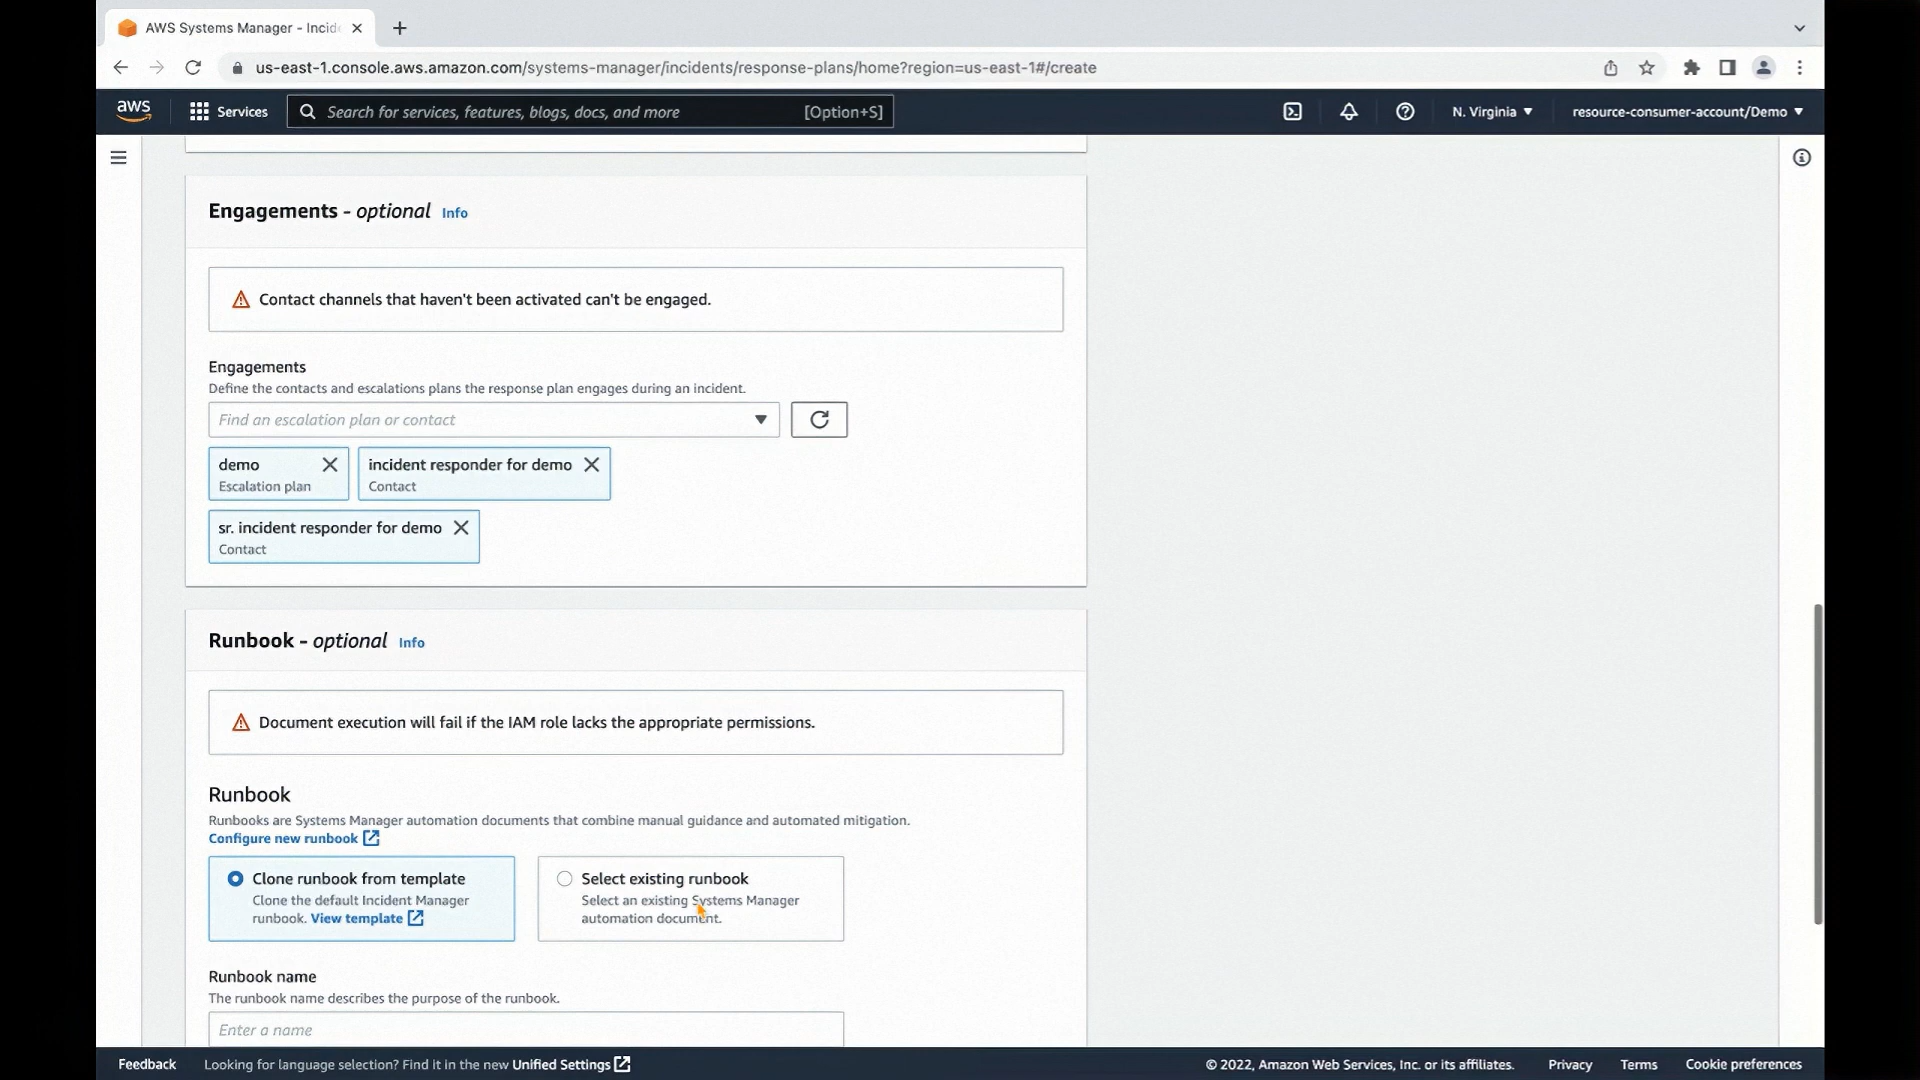 AWS Systems Manager - Incid
us-east-1.console.aws.amazon.com/systems-manager/incidents/response-plans/home?region=us-east-1#/create
aws
Services
Search for services, features, blogs, docs, and more
[Option+S]
N. Virginia
resource-consumer-account/Demo
Engagements - optional Info
Contact channels that haven't been activated can't be engaged.
Engagements
Define the contacts and escalations plans the response plan engages during an incident.
Find an escalation plan or contact
demo
Escalation plan
incident responder for demo
Contact
sr. incident responder for demo
Contact
Runbook - optional Info
Document execution will fail if the IAM role lacks the appropriate permissions.
Runbook
Runbooks are Systems Manager automation documents that combine manual guidance and automated mitigation.
Configure new runbook
Clone runbook from template
Clone the default Incident Manager
runbook. View template
Select existing runbook
Select an existing Systems Manager
automation document.
Runbook name
The runbook name describes the purpose of the runbook.
Enter a name
Feedback
Looking for language selection? Find it in the new Unified Settings
© 2022, Amazon Web Services, Inc. or its affiliates.
Privacy
Terms
Cookie preferences